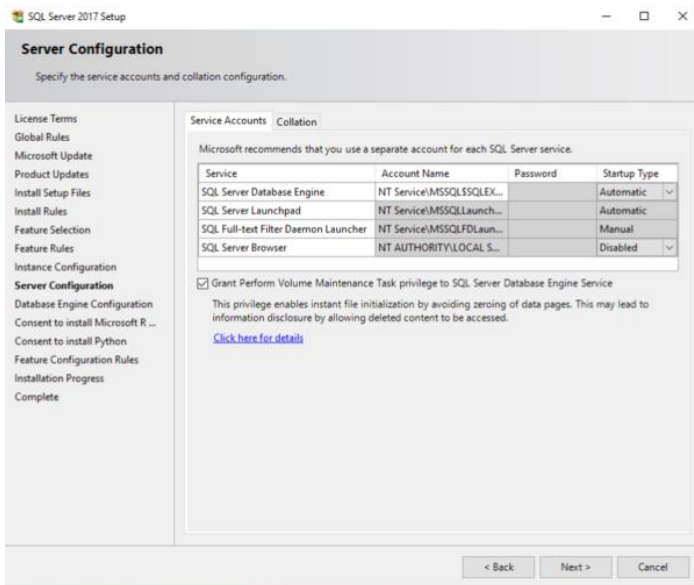 SQL Server 2017 Setup
Server Configuration
Specify the service accounts and collation configuration.
License Terms
Global Rules
Microsoft Update
Product Updates
Install Setup Files
Install Rules
Feature Selection
Feature Rules
Instance Configuration
Server Configuration
Database Engine Configuration
Consent to install Microsoft R ...
Consent to install Python
Feature Configuration Rules
Installation Progress
Complete
Service Accounts Collation
Microsoft recommends that you use a separate account for each SQL Server service.
Service Account Name Password Startup Type
SQL Server Database Engine NT Service\MSSQL$SQLEX... Automatic
SQL Server Launchpad NT Service\MSSQLLaunch... Automatic
SQL Full-text Filter Daemon Launcher NT Service\MSSQLFDLaun... Manual
SQL Server Browser NT AUTHORITY\LOCAL S... Disabled
Grant Perform Volume Maintenance Task privilege to SQL Server Database Engine Service
This privilege enables instant file initialization by avoiding zeroing of data pages. This may lead to
information disclosure by allowing deleted content to be accessed.
Click here for details
< Back Next > Cancel